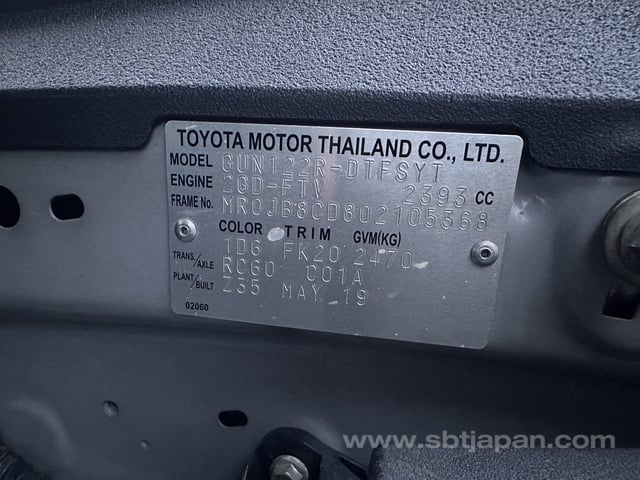 TOYOTA MOTOR THAILAND CO., LTD.
MODEL GUN122R-DTFSYT
ENGINE 2GD-FTV 2393 CC
FRAME No. MR0JB8CD802105368
COLOR TRIM GVM(KG)
1D6 FK20 2470
TRANS/AXLE RC60 C01A
PLANT/BUILT Z35 MAY 19
02060
www.sbtjapan.com